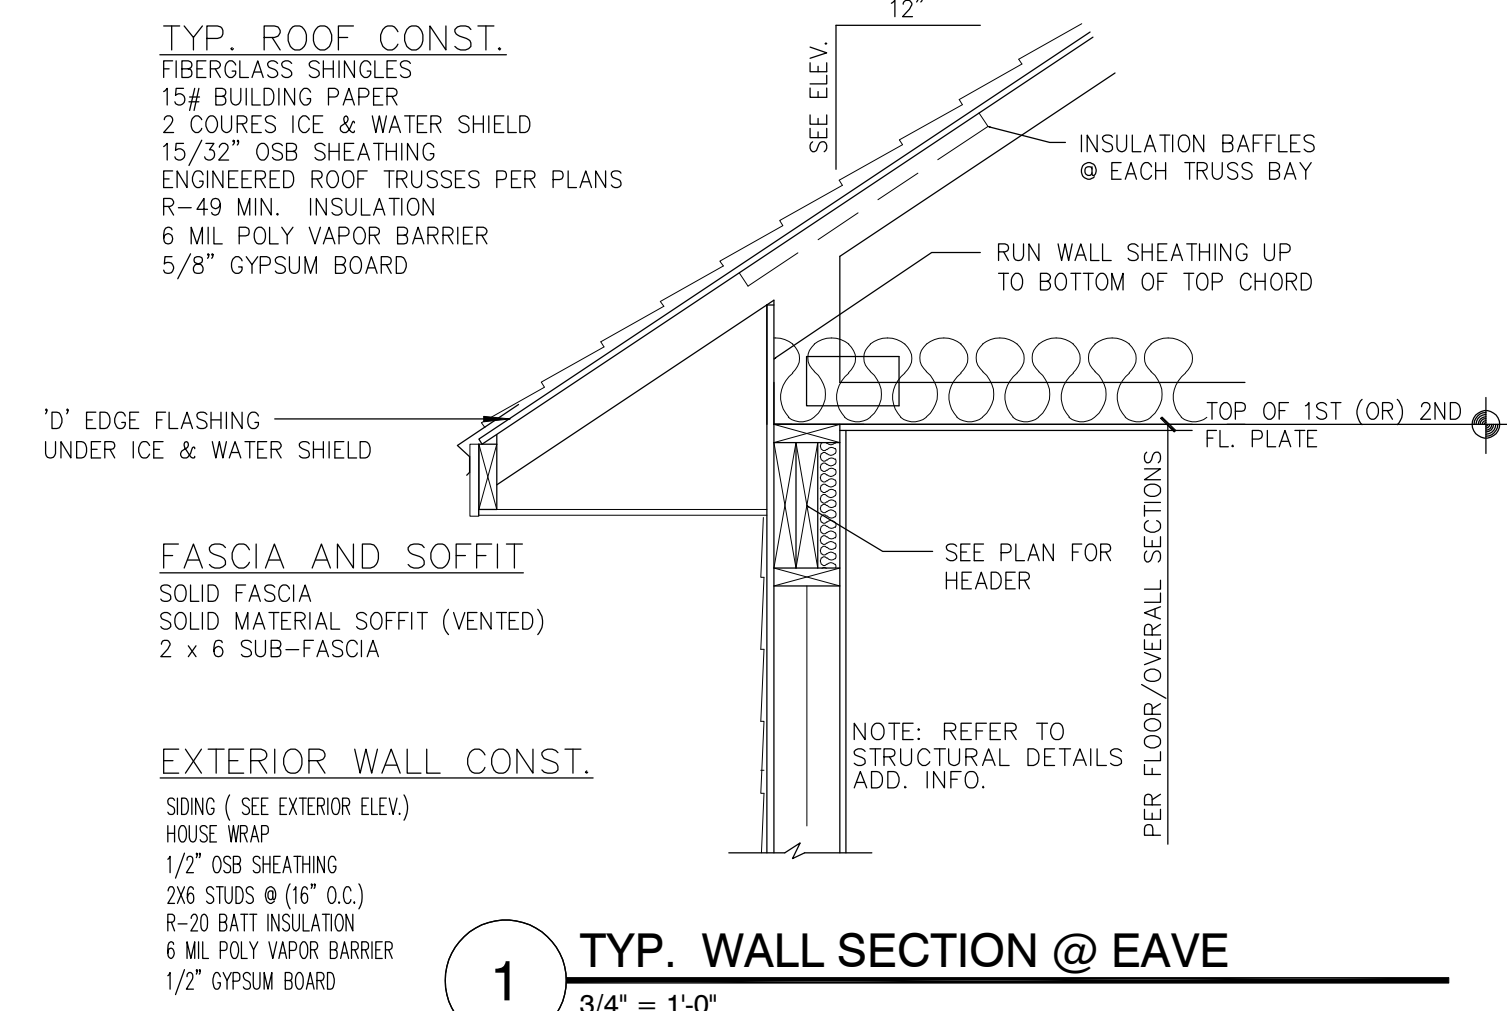 TYP. ROOF CONST.
FIBERGLASS SHINGLES
15# BUILDING PAPER
2 COURES ICE & WATER SHIELD
15/32" OSB SHEATHING
ENGINEERED ROOF TRUSSES PER PLANS
R-49 MIN. INSULATION
6 MIL POLY VAPOR BARRIER
5/8" GYPSUM BOARD
12"
SEE ELEV.
INSULATION BAFFLES
@ EACH TRUSS BAY
RUN WALL SHEATHING UP
TO BOTTOM OF TOP CHORD
'D' EDGE FLASHING
UNDER ICE & WATER SHIELD
TOP OF 1ST (OR) 2ND
FL. PLATE
FASCIA AND SOFFIT
SOLID FASCIA
SOLID MATERIAL SOFFIT (VENTED)
2 x 6 SUB-FASCIA
SEE PLAN FOR
HEADER
PER FLOOR/OVERALL SECTIONS
NOTE: REFER TO
STRUCTURAL DETAILS
ADD. INFO.
EXTERIOR WALL CONST.
SIDING ( SEE EXTERIOR ELEV.)
HOUSE WRAP
1/2" OSB SHEATHING
2X6 STUDS @ (16" O.C.)
R-20 BATT INSULATION
6 MIL POLY VAPOR BARRIER
1/2" GYPSUM BOARD
1
TYP. WALL SECTION @ EAVE
3/4" = 1'-0"